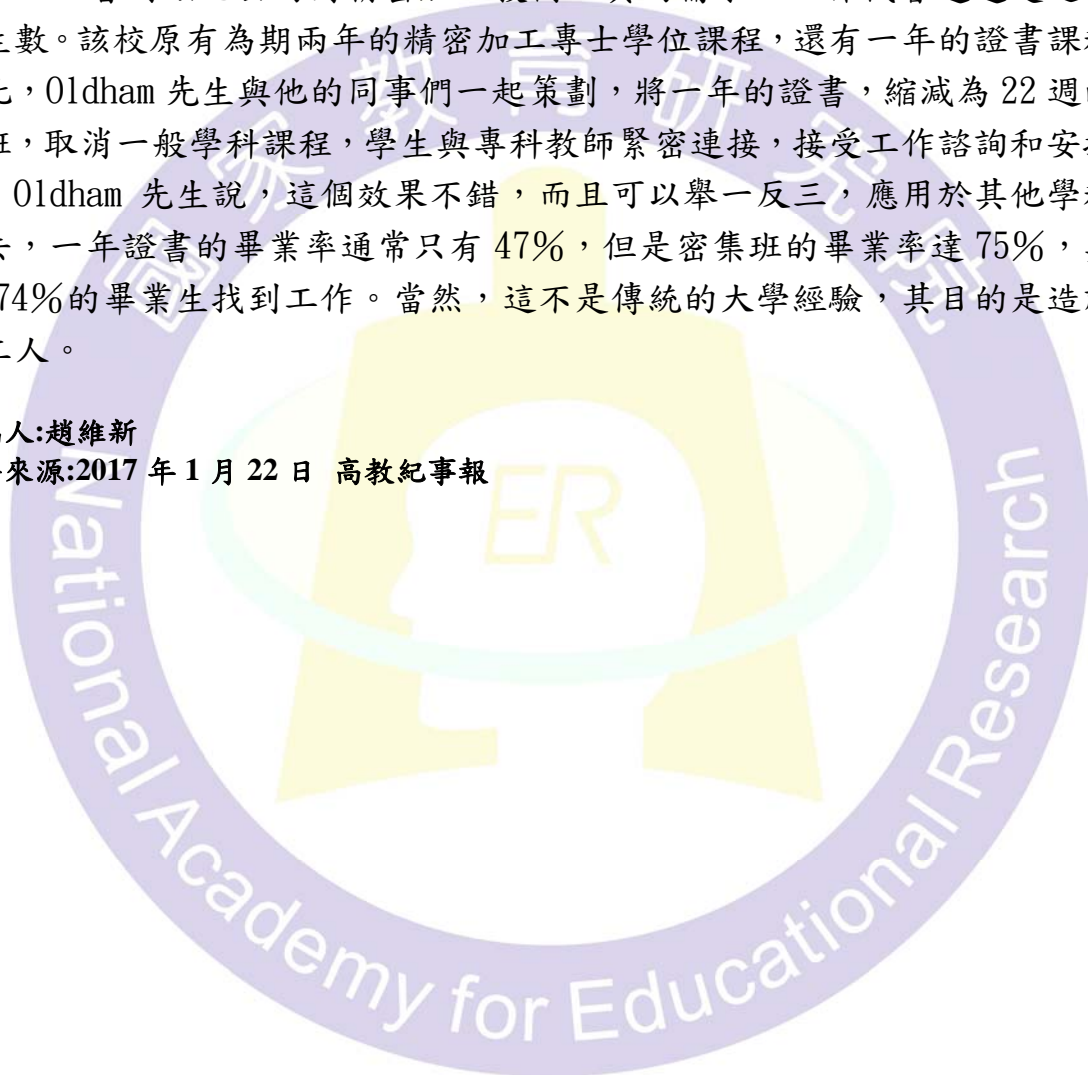 生數。該校原有為期兩年的精密加工專士學位課程,還有一年的證書課
,Oldham 先生與他的同事們一起策劃,將一年的證書,縮減為 22 週
班,取消一般學科課程,學生與專科教師緊密連接,接受工作諮詢和安
Oldham 先生說,這個效果不錯,而且可以舉一反三,應用於其他學
,一年證書的畢業率通常只有 47%,但是密集班的畢業率達 75%,
74%的畢業生找到工作。當然,這不是傳統的大學經驗,其目的是造
工人。
人:趙維新
來源:2017 年 1 月 22 日 高教紀事報
國家教育研究院
ER
National Academy for Educational Research